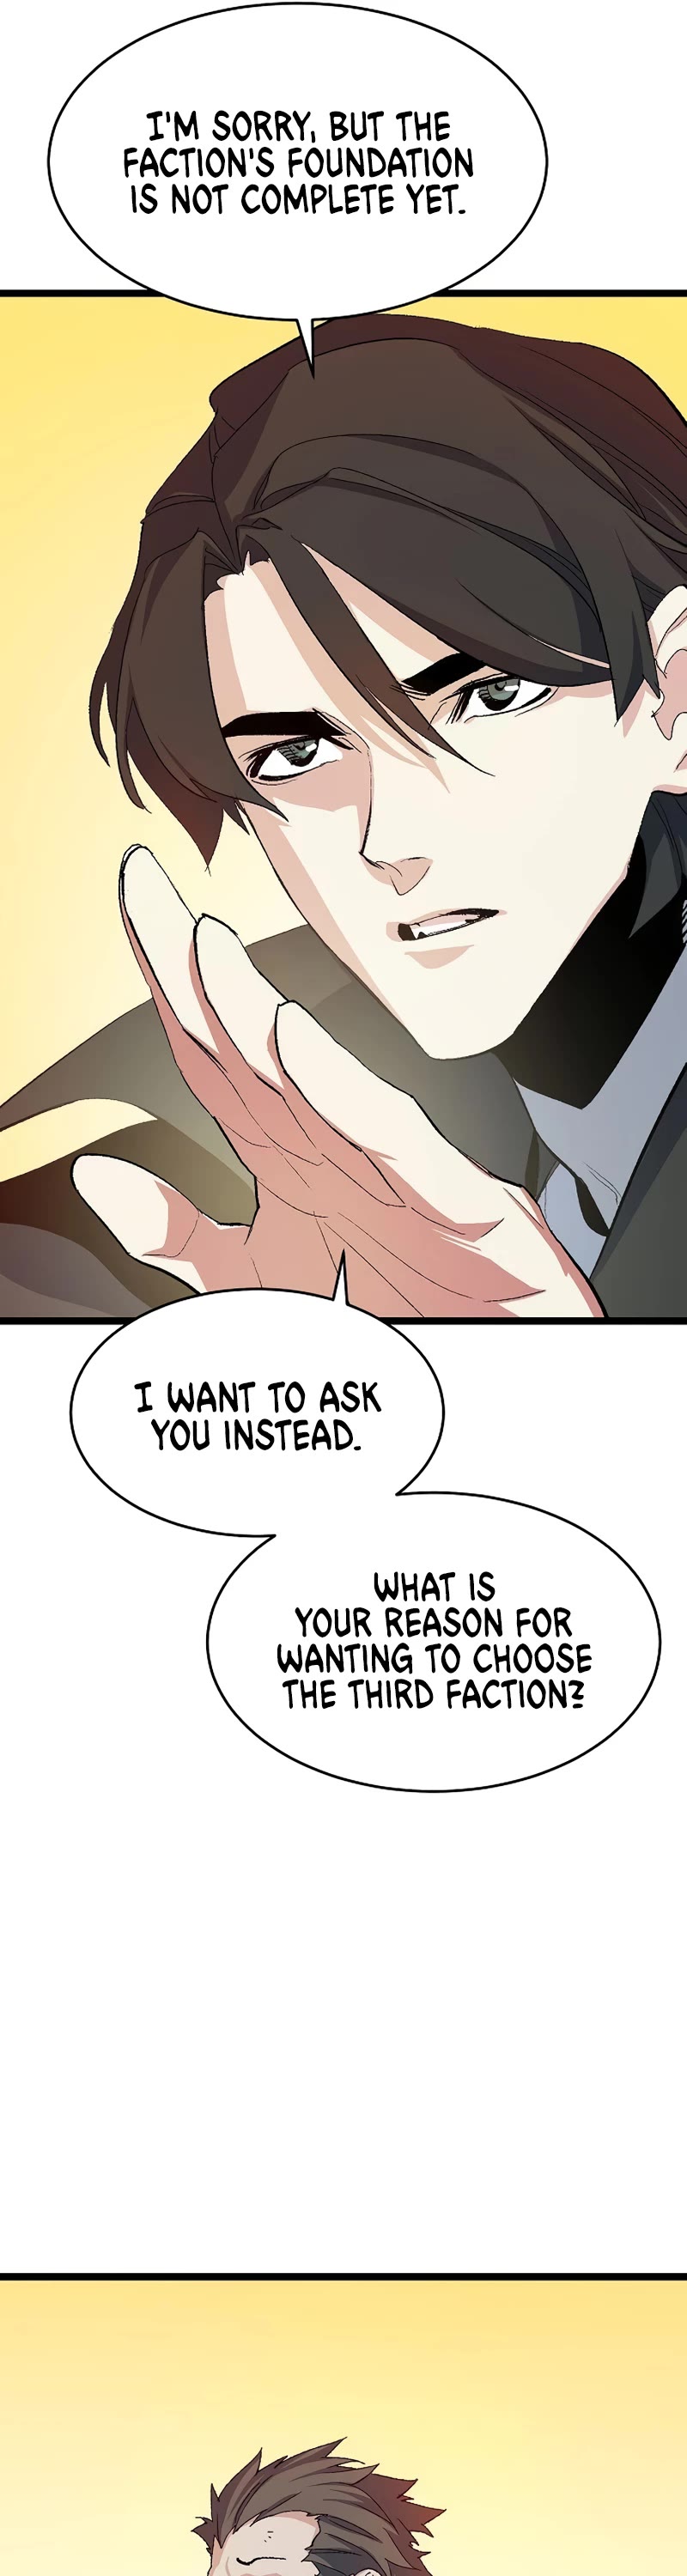 I'M SORRY, BUT THE
FACTION'S FOUNDATION
IS NOT COMPLETE YET.
I WANT TO ASK
YOU INSTEAD.
WHAT IS
YOUR REASON FOR
WANTING TO CHOOSE
THE THIRD FACTION?